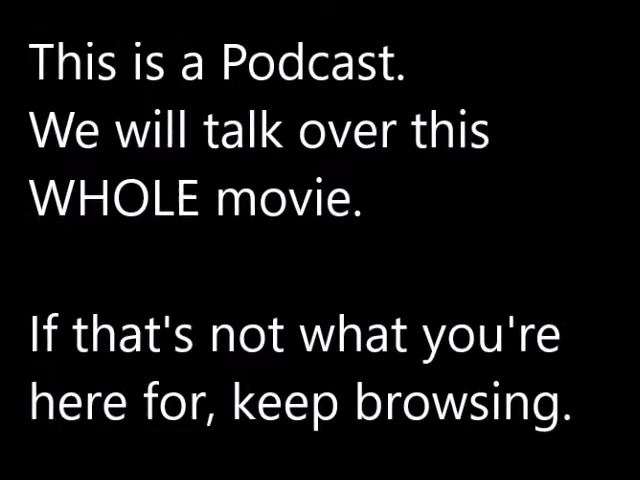 This is a Podcast.
We will talk over this
WHOLE movie.
If that's not what you're
here for, keep browsing.